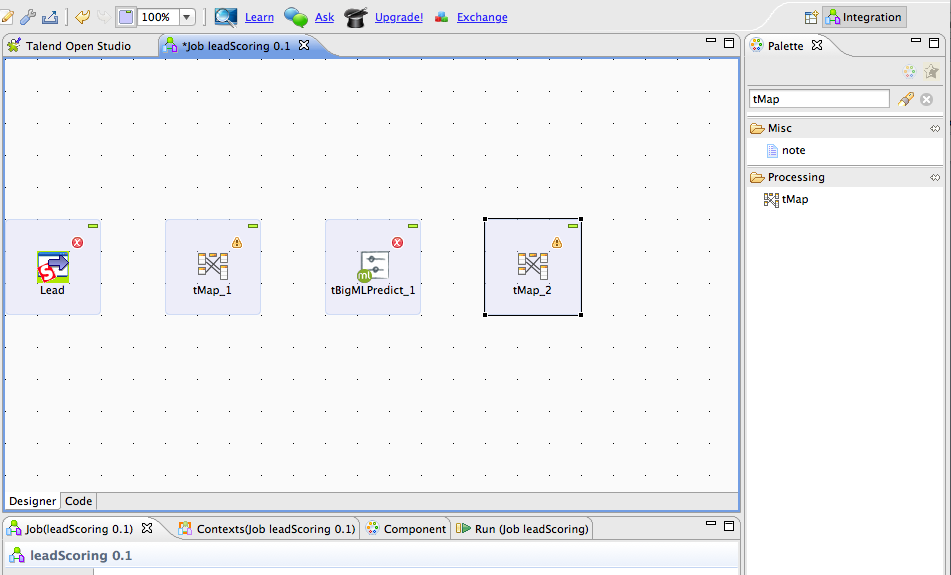 100% Learn Ask Upgrade! Exchange Integration
Talend Open Studio *Job leadScoring 0.1 Palette
tMap
Misc
note
Processing
tMap
Lead tMap_1 tBigMLPredict_1 tMap_2
ml
Designer Code
Job(leadScoring 0.1) Contexts(Job leadScoring 0.1) Component Run (Job leadScoring)
leadScoring 0.1